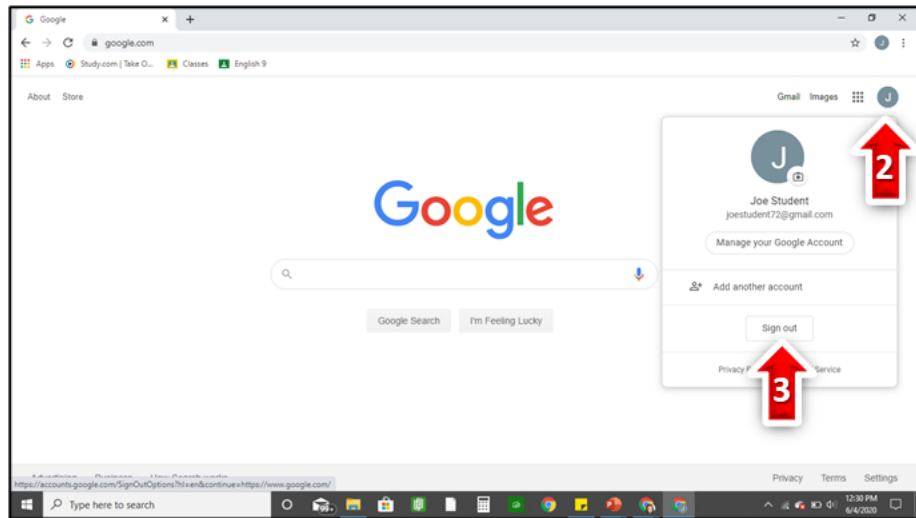 Google
google.com
Apps Study.com | Take O... Classes English 9
About Store
Gmail Images J
2
J
Joe Student
joestudent72@gmail.com
Manage your Google Account
Google
Add another account
Google Search I'm Feeling Lucky
Sign out
Privacy Service
3
Privacy Terms Settings
https://accounts.google.com/SignOutOptions?hl=en&continue=https://www.google.com/
Type here to search
99+
12:30 PM
6/4/2020